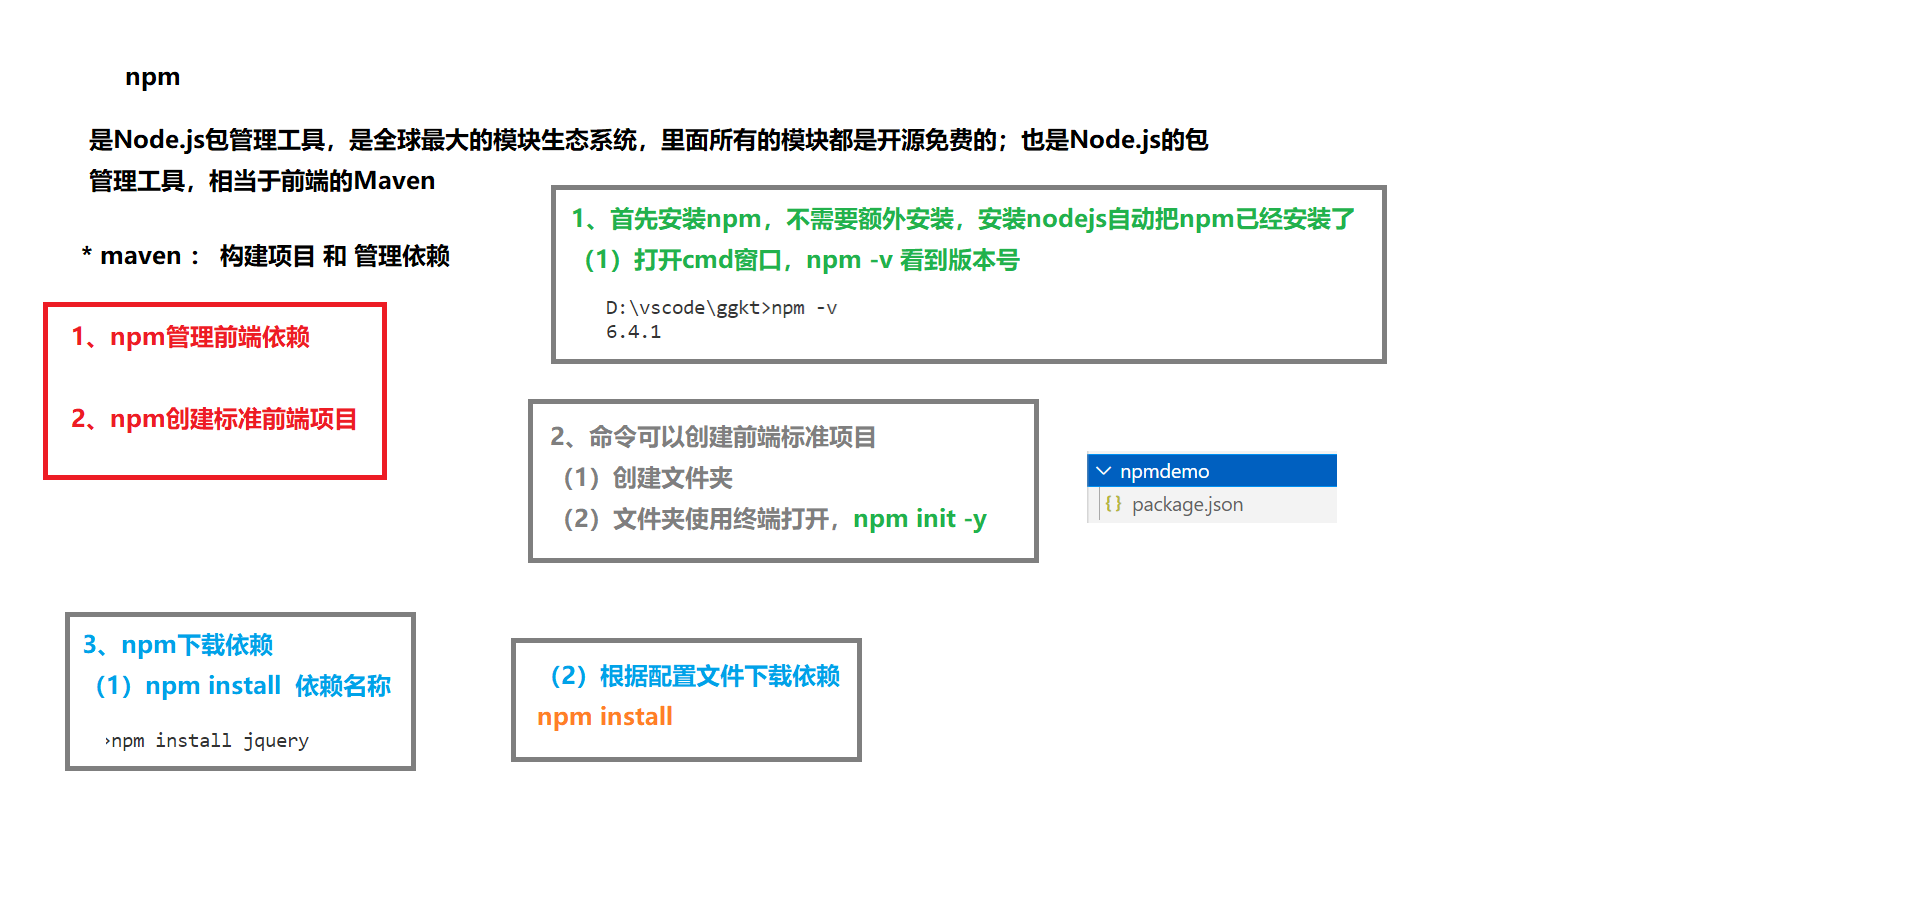 npm
是Node.js包管理工具，是全球最大的模块生态系统，里面所有的模块都是开源免费的；也是Node.js的包
管理工具，相当于前端的Maven
* maven ： 构建项目 和 管理依赖
1、npm管理前端依赖
2、npm创建标准前端项目
1、首先安装npm，不需要额外安装，安装nodejs自动把npm已经安装了
（1）打开cmd窗口，npm -v 看到版本号
D:\vscode\ggkt>npm -v
6.4.1
2、命令可以创建前端标准项目
（1）创建文件夹
（2）文件夹使用终端打开，npm init -y
npmdemo
{} package.json
3、npm下载依赖
（1）npm install 依赖名称
>npm install jquery
（2）根据配置文件下载依赖
npm install